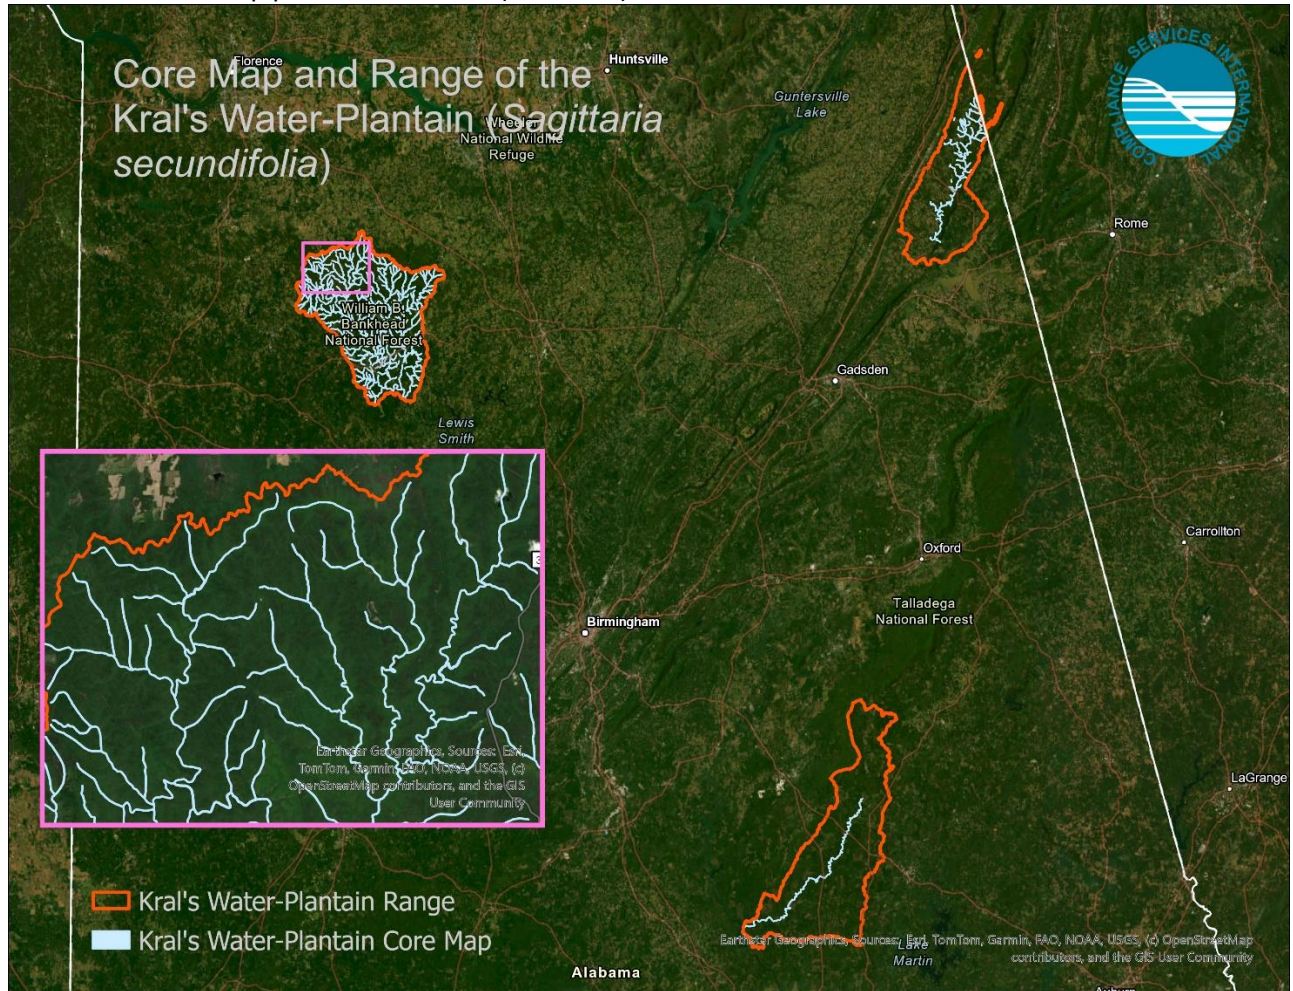 Core Map and Range of the
Kral's Water-Plantain (Sagittaria
secundifolia)
COMPLIANCE SERVICES INTERNATIONAL
Florence
Huntsville
Guntersville
Lake
Wheeler
National Wildlife
Refuge
Rome
William B.
Bankhead
National Forest
Gadsden
Lewis
Smith
Carrollton
Oxford
Talladega
National Forest
Birmingham
3
Earthstar Geographics, Sources: Esri,
TomTom, Garmin, FAO, NOAA, USGS, (c)
OpenStreetMap contributors, and the GIS
User Community
LaGrange
Kral's Water-Plantain Range
Kral's Water-Plantain Core Map
Earthstar Geographics, Sources: Esri, TomTom, Garmin, FAO, NOAA, USGS, (c) OpenStreetMap
contributors, and the GIS User Community
Lake
Martin
Alabama